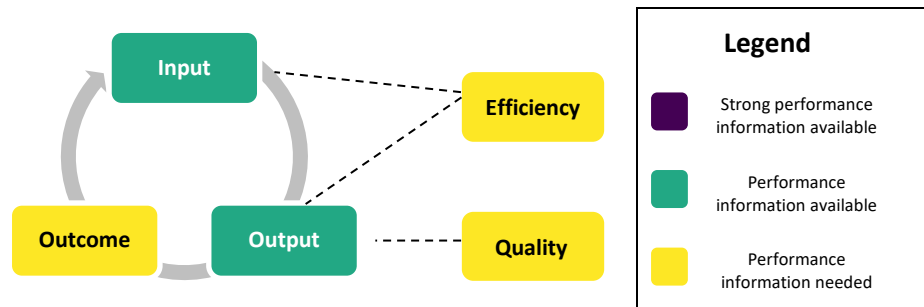 Input
Efficiency
Outcome
Output
Quality
Legend
Strong performance
information available
Performance
information available
Performance
information needed